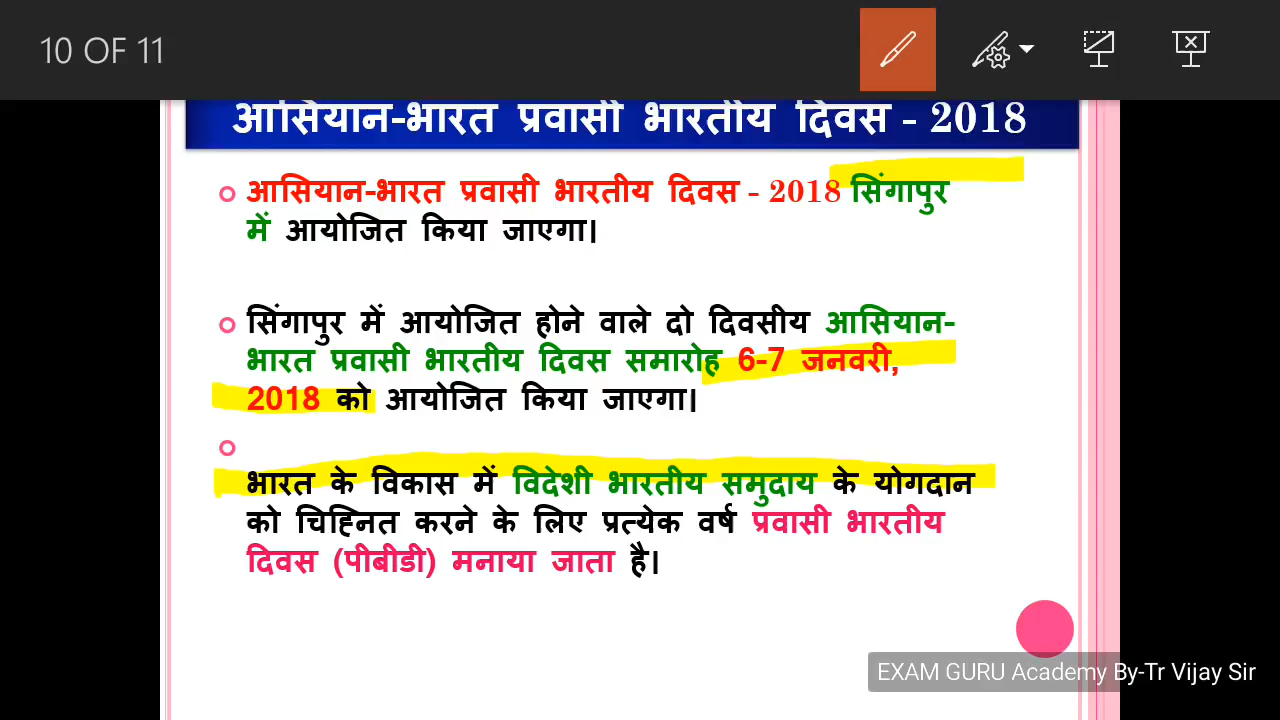 10 OF 11
आसियान-भारत प्रवासी भारतीय दिवस - 2018
आसियान-भारत प्रवासी भारतीय दिवस - 2018 सिंगापुर
में आयोजित किया जाएगा।
सिंगापुर में आयोजित होने वाले दो दिवसीय आसियान-
भारत प्रवासी भारतीय दिवस समारोह 6-7 जनवरी,
2018 को आयोजित किया जाएगा।
भारत के विकास में विदेशी भारतीय समुदाय के योगदान
को चिह्नित करने के लिए प्रत्येक वर्ष प्रवासी भारतीय
दिवस (पीबीडी) मनाया जाता है।
EXAM GURU Academy By-Tr Vijay Sir